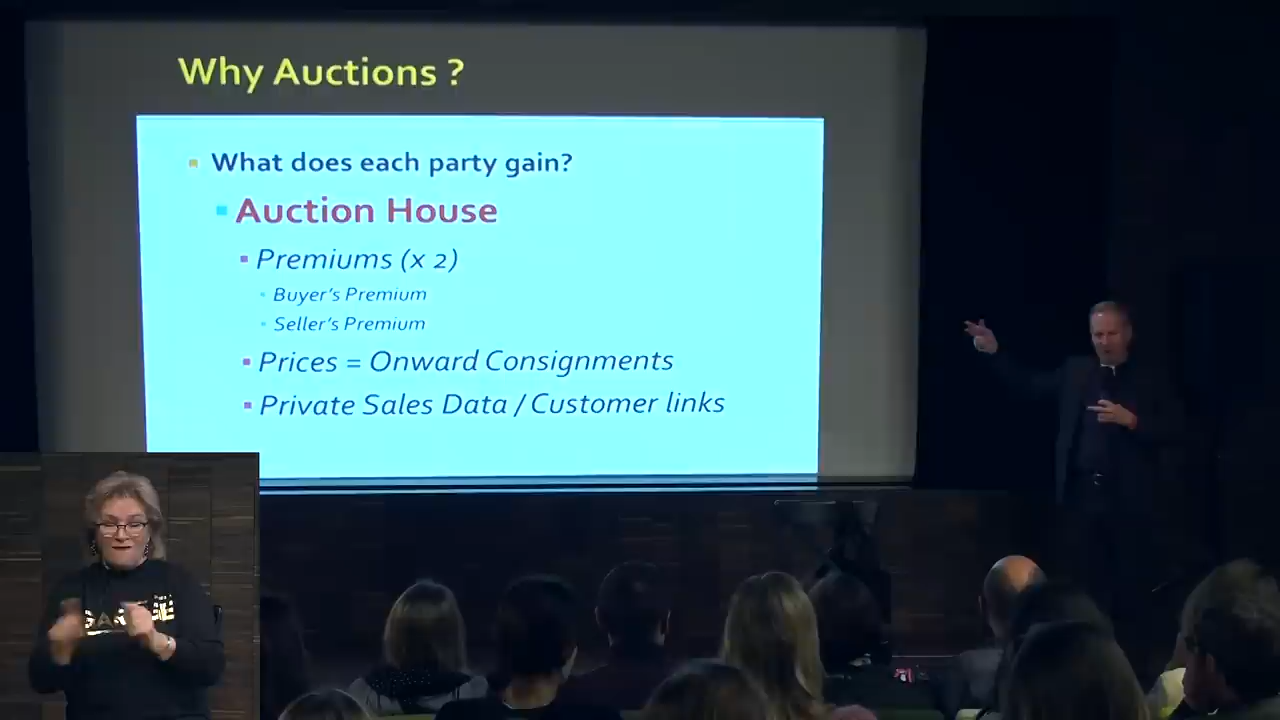 Why Auctions ?
What does each party gain?
Auction House
Premiums (x 2)
Buyer's Premium
Seller's Premium
Prices = Onward Consignments
Private Sales Data / Customer links